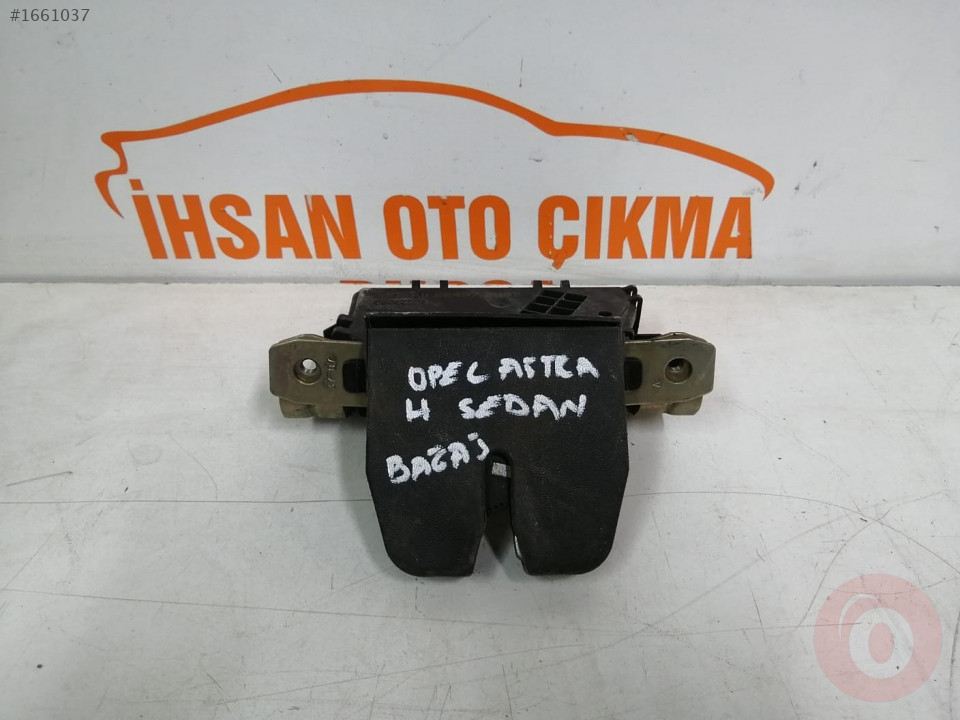 #1661037
İHSAN OTO ÇIKMA
OPEL ASTRA
H SEDAN
BAGAJ